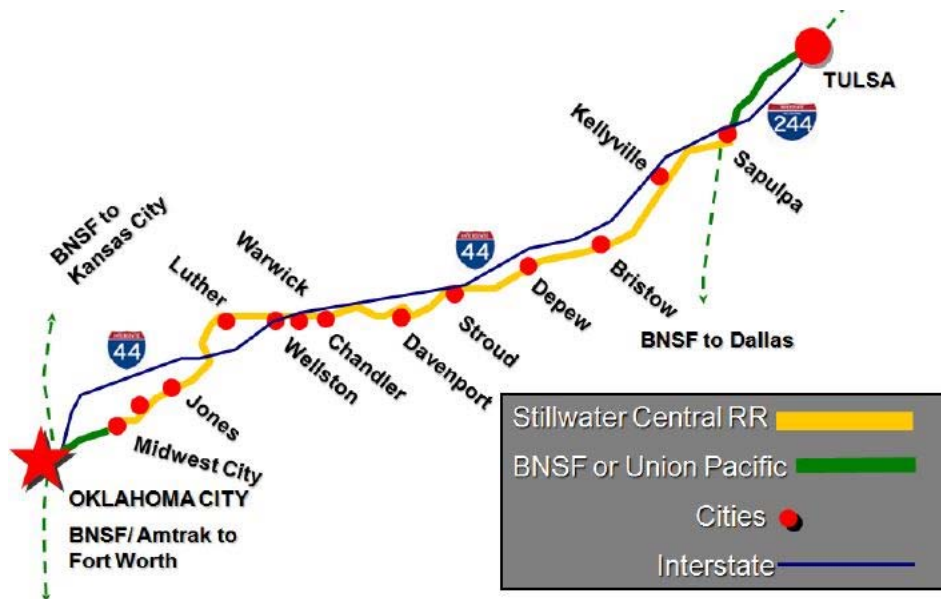 TULSA
244
Kellyville
Sapulpa
BNSF to
Kansas City
Warwick
Luther
44
Bristow
Depew
Stroud
BNSF to Dallas
44
Davenport
Chandler
Wellston
Jones
Midwest City
OKLAHOMA CITY
BNSF/ Amtrak to
Fort Worth
Stillwater Central RR
BNSF or Union Pacific
Cities
Interstate